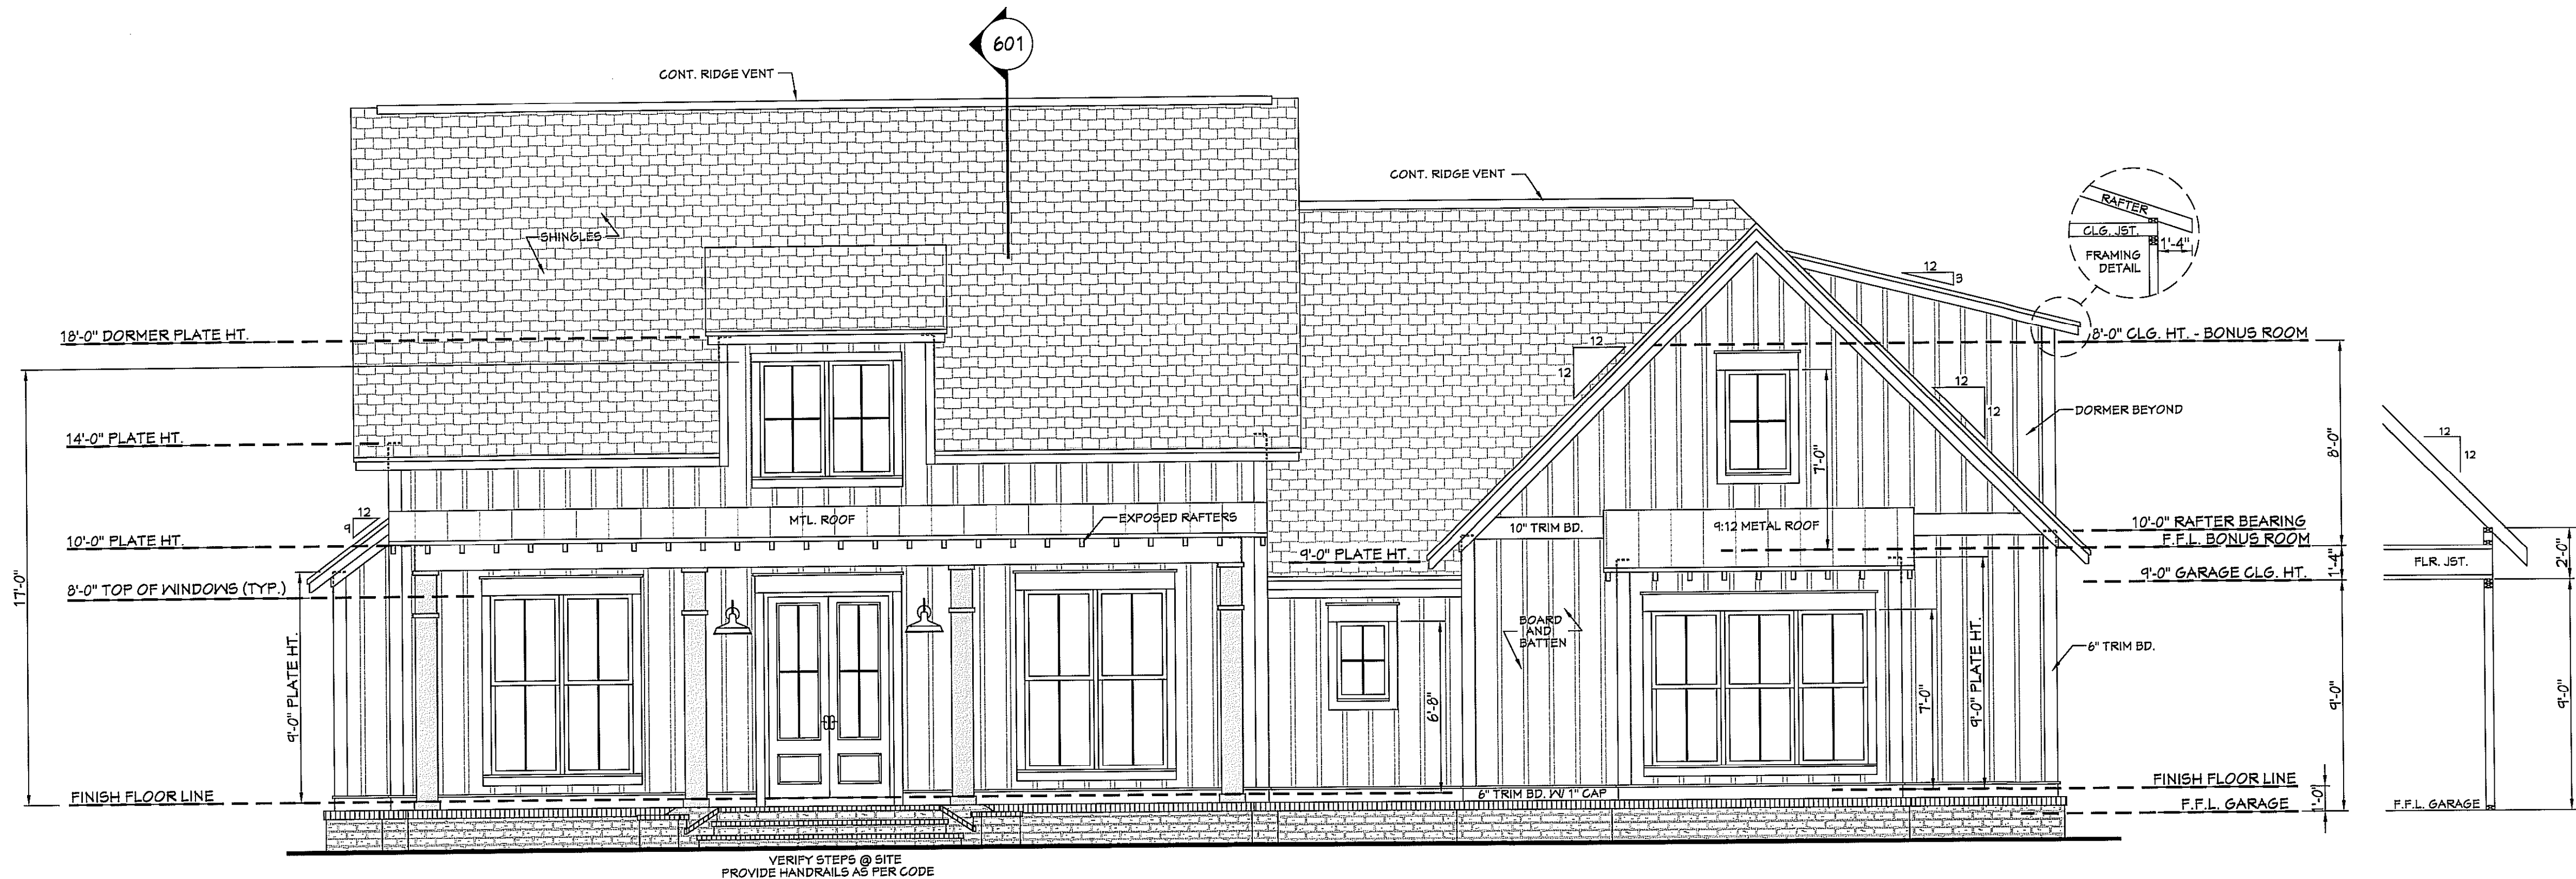 601
CONT. RIDGE VENT
CONT. RIDGE VENT
SHINGLES
RAFTER
CLG. JST.
1'-4"
FRAMING
DETAIL
12
3
18'-0" DORMER PLATE HT.
8'-0" CLG. HT. - BONUS ROOM
12
12
12
12
DORMER BEYOND
14'-0" PLATE HT.
7'-0"
8'-0"
12
12
12
9
MTL. ROOF
EXPOSED RAFTERS
10" TRIM BD.
9:12 METAL ROOF
10'-0" RAFTER BEARING
10'-0" PLATE HT.
F.F.L. BONUS ROOM
9'-0" PLATE HT.
1'-4"
FLR. JST.
2'-0"
9'-0" GARAGE CLG. HT.
17'-0"
8'-0" TOP OF WINDOWS (TYP.)
BOARD
AND
BATTEN
6" TRIM BD.
9'-0" PLATE HT.
6'-8"
7'-0"
9'-0" PLATE HT.
9'-0"
9'-0"
FINISH FLOOR LINE
6" TRIM BD. W/ 1" CAP
FINISH FLOOR LINE
1'-0"
F.F.L. GARAGE
F.F.L. GARAGE
VERIFY STEPS @ SITE
PROVIDE HANDRAILS AS PER CODE